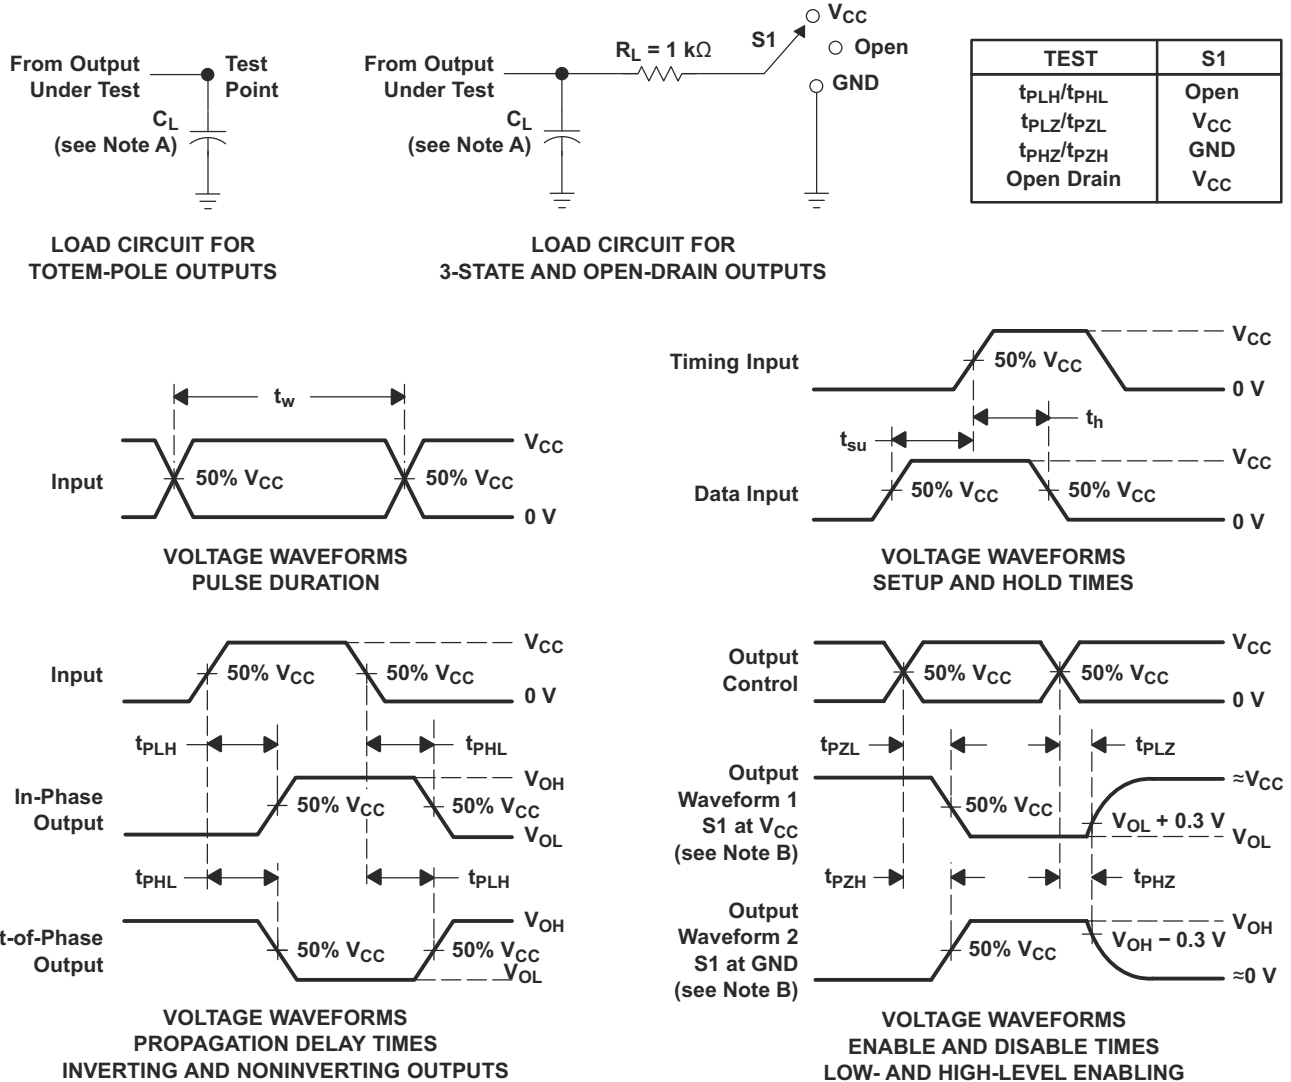 From Output
Under Test
Test
Point
CL
(see Note A)
LOAD CIRCUIT FOR
TOTEM-POLE OUTPUTS
From Output
Under Test
RL = 1 kΩ
S1
VCC
Open
GND
CL
(see Note A)
LOAD CIRCUIT FOR
3-STATE AND OPEN-DRAIN OUTPUTS
TEST S1
tPLH/tPHL Open
tPLZ/tPZL VCC
tPHZ/tPZH GND
Open Drain VCC
tw
Input
50% VCC
50% VCC
VCC
0 V
VOLTAGE WAVEFORMS
PULSE DURATION
Timing Input
50% VCC
VCC
0 V
tsu
th
Data Input
50% VCC
50% VCC
VCC
0 V
VOLTAGE WAVEFORMS
SETUP AND HOLD TIMES
Input
50% VCC
50% VCC
VCC
0 V
tPLH
tPHL
In-Phase
Output
50% VCC
50% VCC
VOH
VOL
tPHL
tPLH
t-of-Phase
Output
50% VCC
50% VCC
VOH
VOL
VOLTAGE WAVEFORMS
PROPAGATION DELAY TIMES
INVERTING AND NONINVERTING OUTPUTS
Output
Control
50% VCC
50% VCC
VCC
0 V
tPZL
tPLZ
Output
Waveform 1
S1 at VCC
(see Note B)
50% VCC
VOL + 0.3 V
≈VCC
VOL
tPZH
tPHZ
Output
Waveform 2
S1 at GND
(see Note B)
50% VCC
VOH − 0.3 V
VOH
≈0 V
VOLTAGE WAVEFORMS
ENABLE AND DISABLE TIMES
LOW- AND HIGH-LEVEL ENABLING